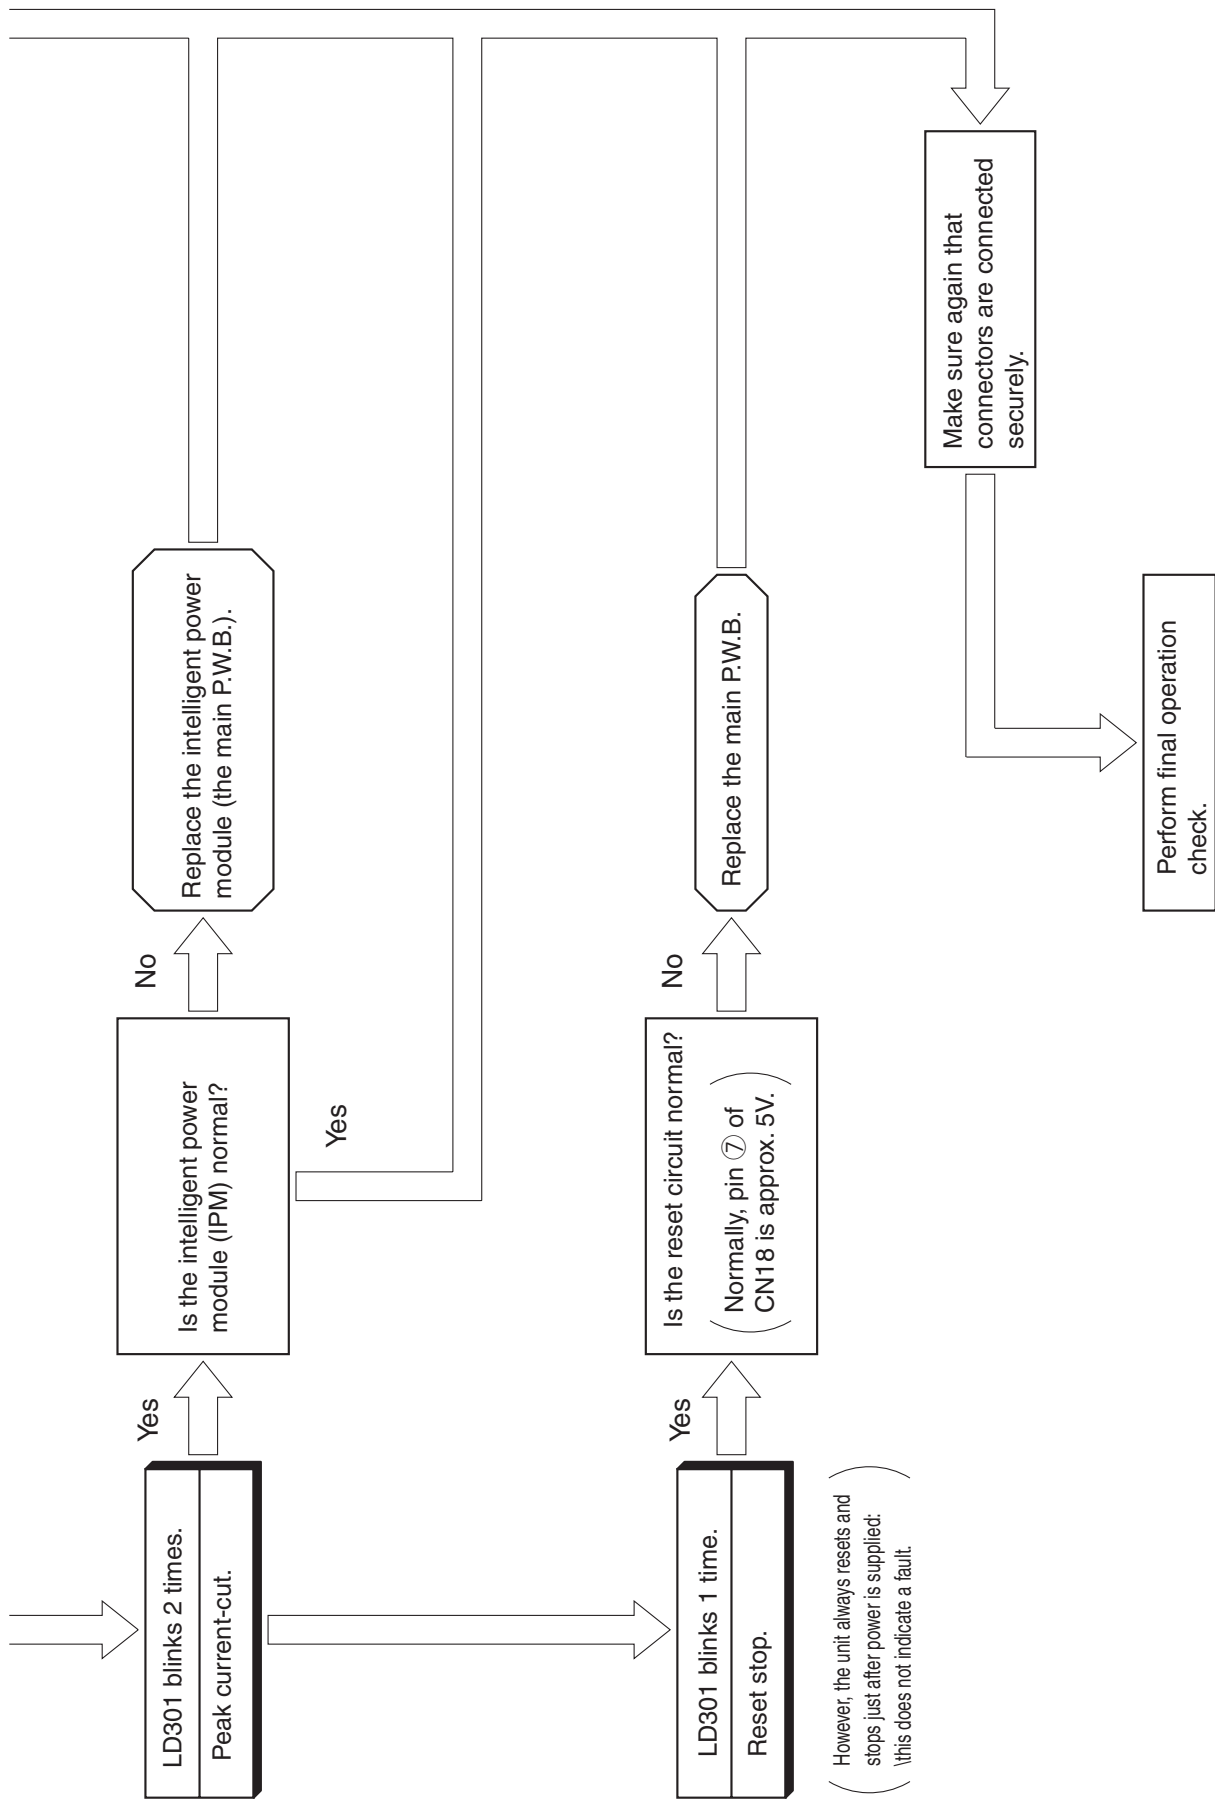 LD301 blinks 2 times.
Peak current-cut.
Yes
Is the intelligent power
module (IPM) normal?
No
Replace the intelligent power
module (the main P.W.B.).
Yes
LD301 blinks 1 time.
Reset stop.
However, the unit always resets and
stops just after power is supplied:
\this does not indicate a fault.
Yes
Is the reset circuit normal?
Normally, pin ⑦ of
CN18 is approx. 5V.
No
Replace the main P.W.B.
Make sure again that
connectors are connected
securely.
Perform final operation
check.